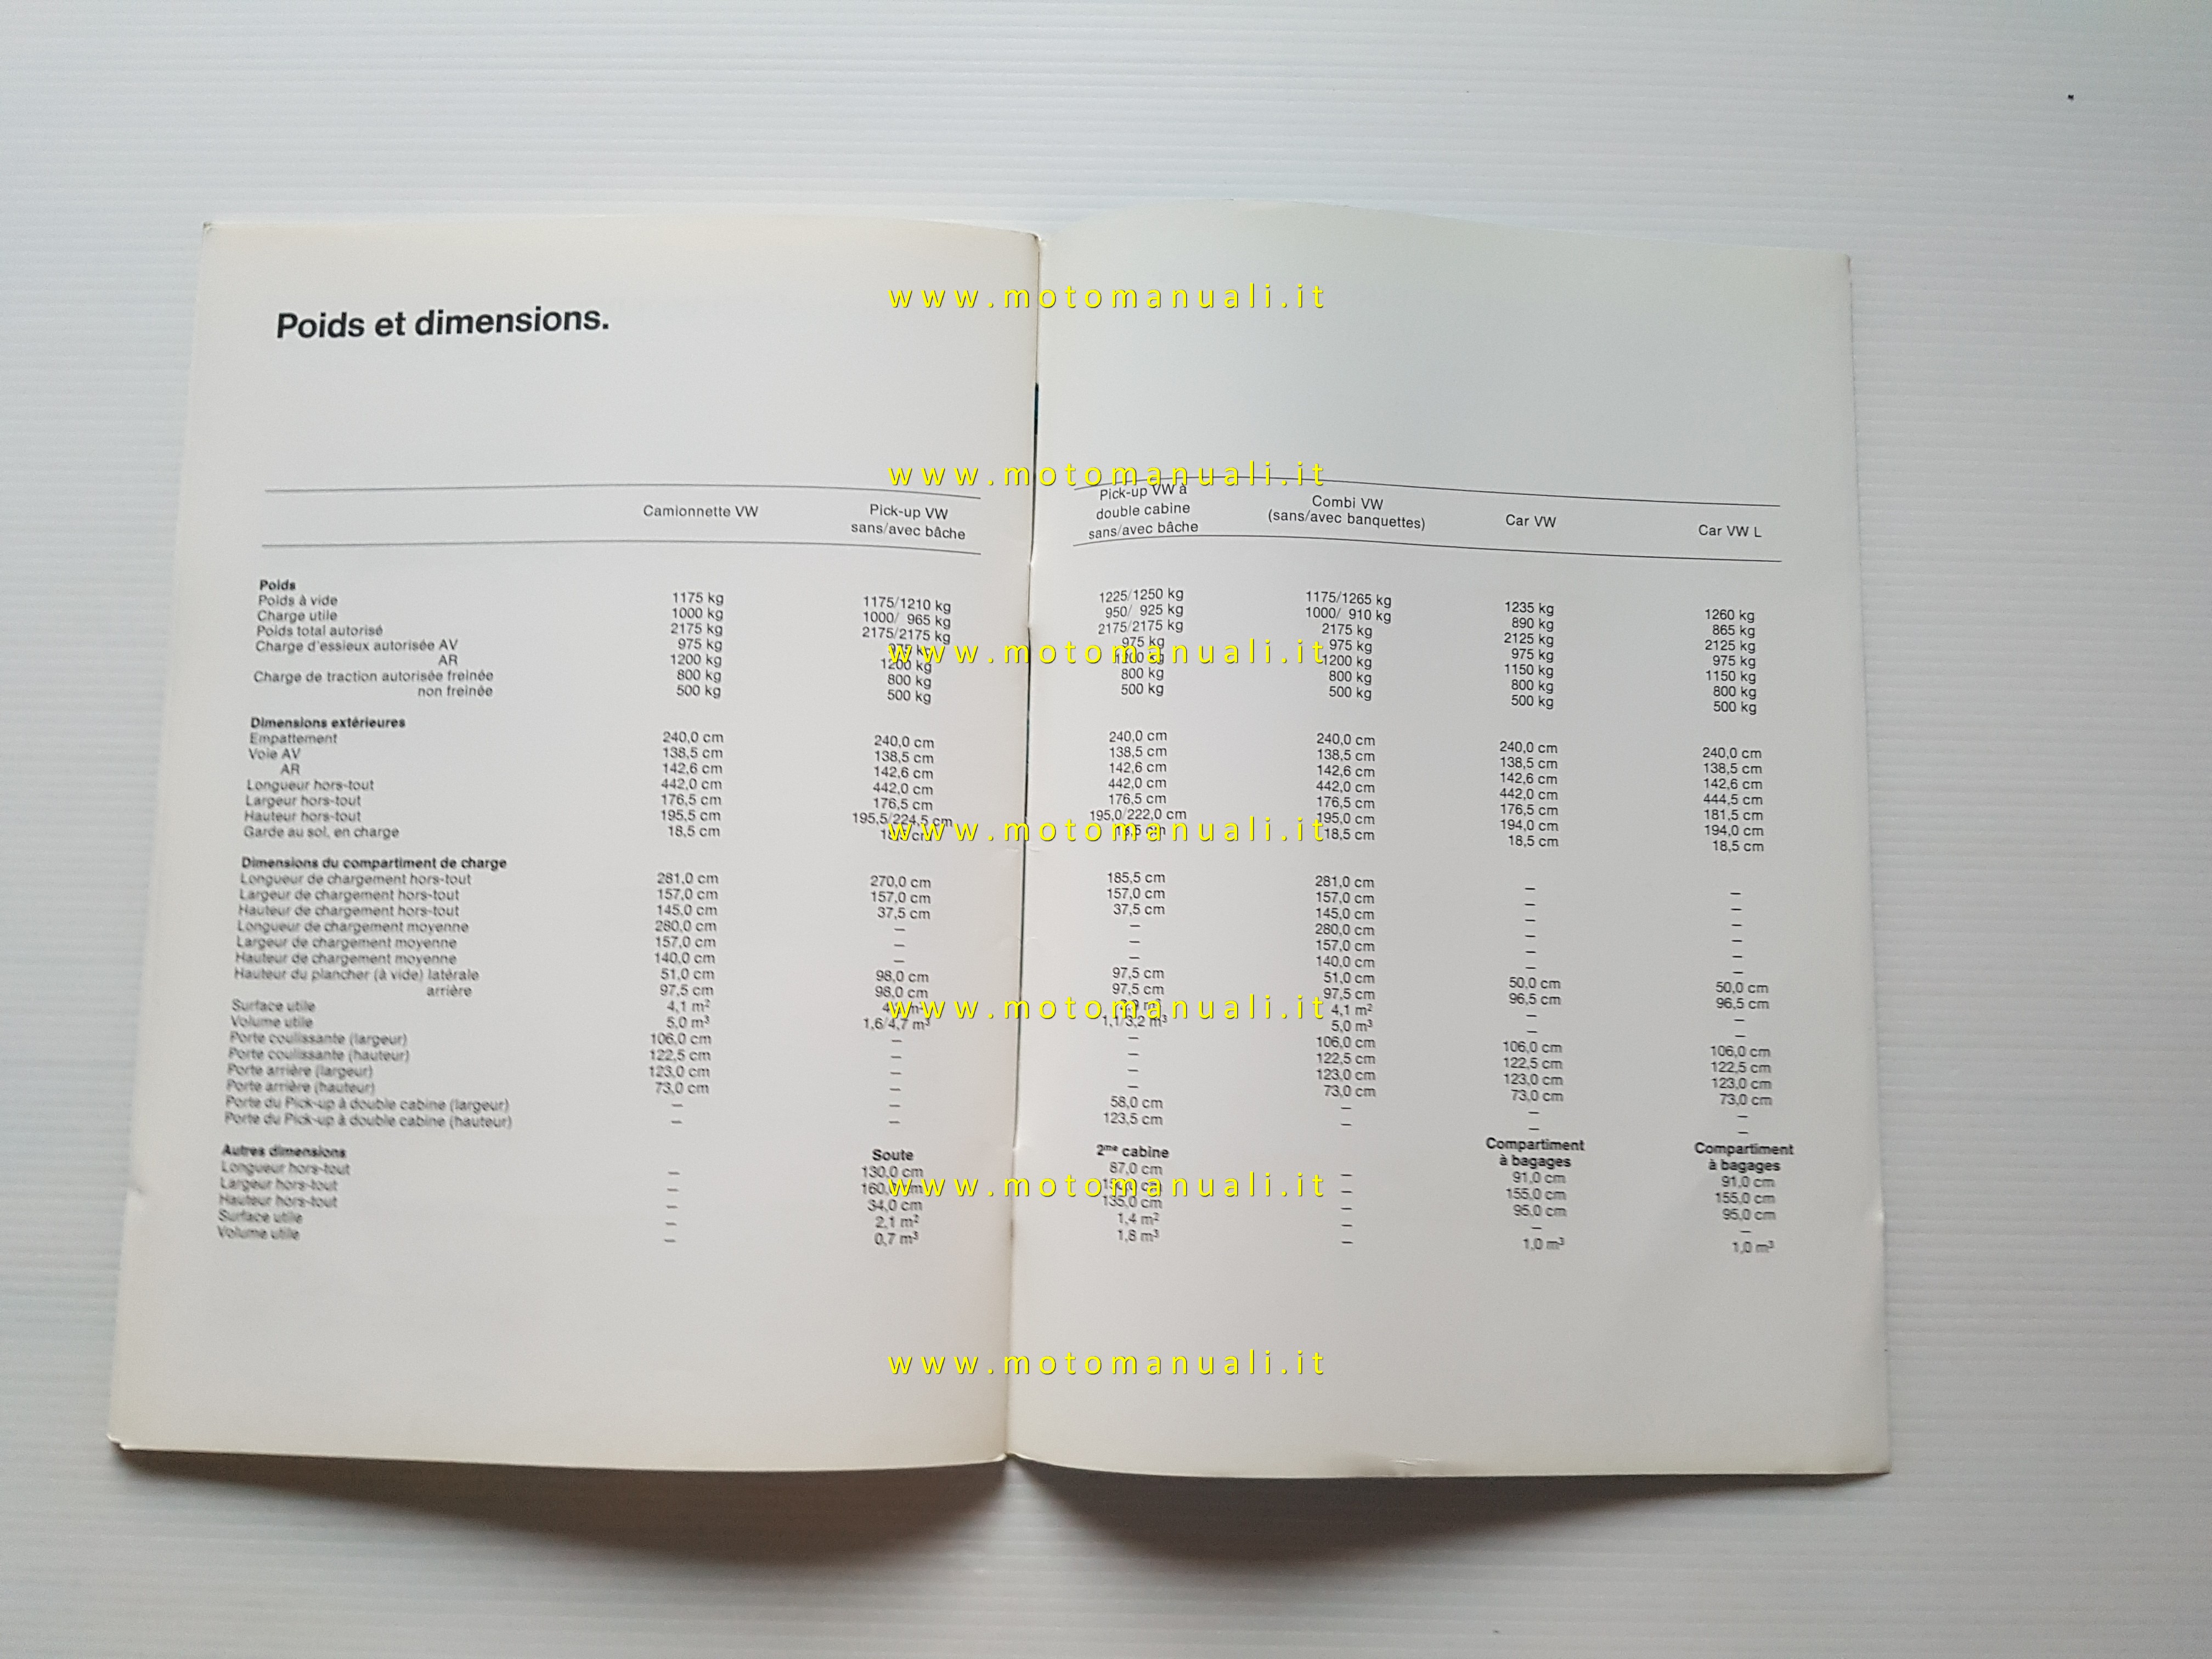 Poids et dimensions.
www.motomanuali.it
www.motomanuali.it
Camionnette VW Pick-up VW sans/avec bâche Pick-up VW à double cabine sans/avec bâche Combi VW (sans/avec banquettes) Car VW Car VW L
Poids
Poids à vide 1175 kg 1175/1210 kg 1225/1250 kg 1175/1265 kg 1235 kg 1260 kg
Charge utile 1000 kg 1000/ 965 kg 950/ 925 kg 1000/ 910 kg 890 kg 865 kg
Poids total autorisé 2175 kg 2175/2175 kg 2175/2175 kg 2175 kg 2125 kg 2125 kg
Charge d'essieux autorisée AV 975 kg 975 kg 975 kg 975 kg 975 kg 975 kg
www.motomanuali.it
AR 1200 kg 1200 kg 1200 kg 1200 kg 1150 kg 1150 kg
Charge de traction autorisée freinée 800 kg 800 kg 800 kg 800 kg 800 kg 800 kg
non freinée 500 kg 500 kg 500 kg 500 kg 500 kg 500 kg
Dimensions extérieures
Empattement 240,0 cm 240,0 cm 240,0 cm 240,0 cm 240,0 cm 240,0 cm
Voie AV 138,5 cm 138,5 cm 138,5 cm 138,5 cm 138,5 cm 138,5 cm
AR 142,6 cm 142,6 cm 142,6 cm 142,6 cm 142,6 cm 142,6 cm
Longueur hors-tout 442,0 cm 442,0 cm 442,0 cm 442,0 cm 442,0 cm 444,5 cm
Largeur hors-tout 176,5 cm 176,5 cm 176,5 cm 176,5 cm 176,5 cm 181,5 cm
Hauteur hors-tout 195,5 cm 195,5/224,5 cm 195,0/222,0 cm 195,0 cm 194,0 cm 194,0 cm
Garde au sol, en charge 18,5 cm 18,5 cm 18,5 cm 18,5 cm 18,5 cm 18,5 cm
www.motomanuali.it
Dimensions du compartiment de charge
Longueur de chargement hors-tout 281,0 cm 270,0 cm 185,5 cm 281,0 cm – –
Largeur de chargement hors-tout 157,0 cm 157,0 cm 157,0 cm 157,0 cm – –
Hauteur de chargement hors-tout 145,0 cm 37,5 cm 37,5 cm 145,0 cm – –
Longueur de chargement moyenne 280,0 cm – – 280,0 cm – –
Largeur de chargement moyenne 157,0 cm – – 157,0 cm – –
Hauteur de chargement moyenne 140,0 cm – – 140,0 cm – –
Hauteur du plancher (à vide) latérale 51,0 cm 98,0 cm 97,5 cm 51,0 cm 50,0 cm 50,0 cm
arrière 97,5 cm 98,0 cm 97,5 cm 97,5 cm 96,5 cm 96,5 cm
Surface utile 4,1 m² m² m² 4,1 m² – –
www.motomanuali.it
Volume utile 5,0 m³ 1,6/4,7 m³ 1,1/3,2 m³ 5,0 m³ – –
Porte coulissante (largeur) 106,0 cm – – 106,0 cm 106,0 cm 106,0 cm
Porte coulissante (hauteur) 122,5 cm – – 122,5 cm 122,5 cm 122,5 cm
Porte arrière (largeur) 123,0 cm – – 123,0 cm 123,0 cm 123,0 cm
Porte arrière (hauteur) 73,0 cm – – 73,0 cm 73,0 cm 73,0 cm
Porte du Pick-up à double cabine (largeur) – – 58,0 cm – – –
Porte du Pick-up à double cabine (hauteur) – – 123,5 cm – – –
Autres dimensions Soute 2me cabine Compartiment à bagages Compartiment à bagages
Longueur hors-tout – 130,0 cm 87,0 cm – 91,0 cm 91,0 cm
Largeur hors-tout – 160,0 cm cm – 155,0 cm 155,0 cm
www.motomanuali.it
Hauteur hors-tout – 34,0 cm 135,0 cm – 95,0 cm 95,0 cm
Surface utile – 2,1 m² 1,4 m² – – –
Volume utile – 0,7 m³ 1,8 m³ – 1,0 m³ 1,0 m³
www.motomanuali.it